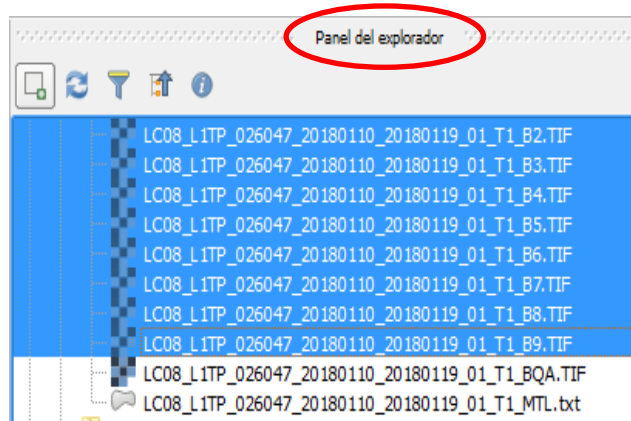 Panel del explorador
LC08_L1TP_026047_20180110_20180119_01_T1_B2.TIF
LC08_L1TP_026047_20180110_20180119_01_T1_B3.TIF
LC08_L1TP_026047_20180110_20180119_01_T1_B4.TIF
LC08_L1TP_026047_20180110_20180119_01_T1_B5.TIF
LC08_L1TP_026047_20180110_20180119_01_T1_B6.TIF
LC08_L1TP_026047_20180110_20180119_01_T1_B7.TIF
LC08_L1TP_026047_20180110_20180119_01_T1_B8.TIF
LC08_L1TP_026047_20180110_20180119_01_T1_B9.TIF
LC08_L1TP_026047_20180110_20180119_01_T1_BQA.TIF
LC08_L1TP_026047_20180110_20180119_01_T1_MTL.txt